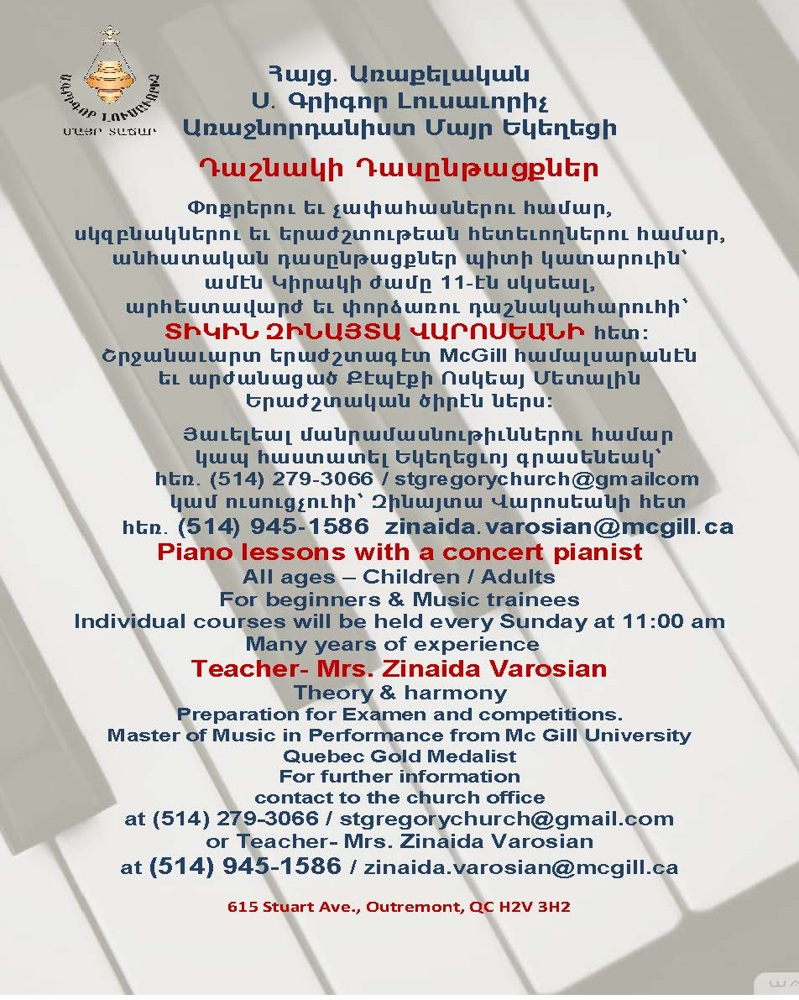 Ս. ԳՐԻԳՈՐ ԼՈՒՍԱՒՈՐԻՉ
ՄԱՅՐ ՏԱՃԱՐ
Հայց. Առաքելական
Ս. Գրիգոր Լուսաւորիչ
Առաջնորդանիստ Մայր Եկեղեցի
Դաշնակի Դասընթացքներ
Փոքրերու եւ չափահասներու համար,
սկզբնակներու եւ երաժշտութեան հետեւողներու համար,
անհատական դասընթացքներ պիտի կատարուին՝
ամէն Կիրակի ժամը 11-էն սկսեալ,
արհեստավարժ եւ փորձառու դաշնակահարուհի՝
ՏԻԿԻՆ ԶԻՆԱՅՏԱ ՎԱՐՈՍԵԱՆԻ հետ:
Շրջանաւարտ երաժշտագէտ McGill համալսարանէն
եւ արժանացած Քէպէքի Ոսկեայ Մետալին
Երաժշտական ծիրէն ներս:
Յաւելեալ մանրամասնութիւններու համար
կապ հաստատել Եկեղեցւոյ գրասենեակ՝
հեռ. (514) 279-3066 / stgregorychurch@gmailcom
կամ ուսուցչուհի՝ Զինայտա Վարոսեանի հետ
հեռ. (514) 945-1586 zinaida.varosian@mcgill.ca
Piano lessons with a concert pianist
All ages – Children / Adults
For beginners & Music trainees
Individual courses will be held every Sunday at 11:00 am
Many years of experience
Teacher- Mrs. Zinaida Varosian
Theory & harmony
Preparation for Examen and competitions.
Master of Music in Performance from Mc Gill University
Quebec Gold Medalist
For further information
contact to the church office
at (514) 279-3066 / stgregorychurch@gmail.com
or Teacher- Mrs. Zinaida Varosian
at (514) 945-1586 / zinaida.varosian@mcgill.ca
615 Stuart Ave., Outremont, QC H2V 3H2